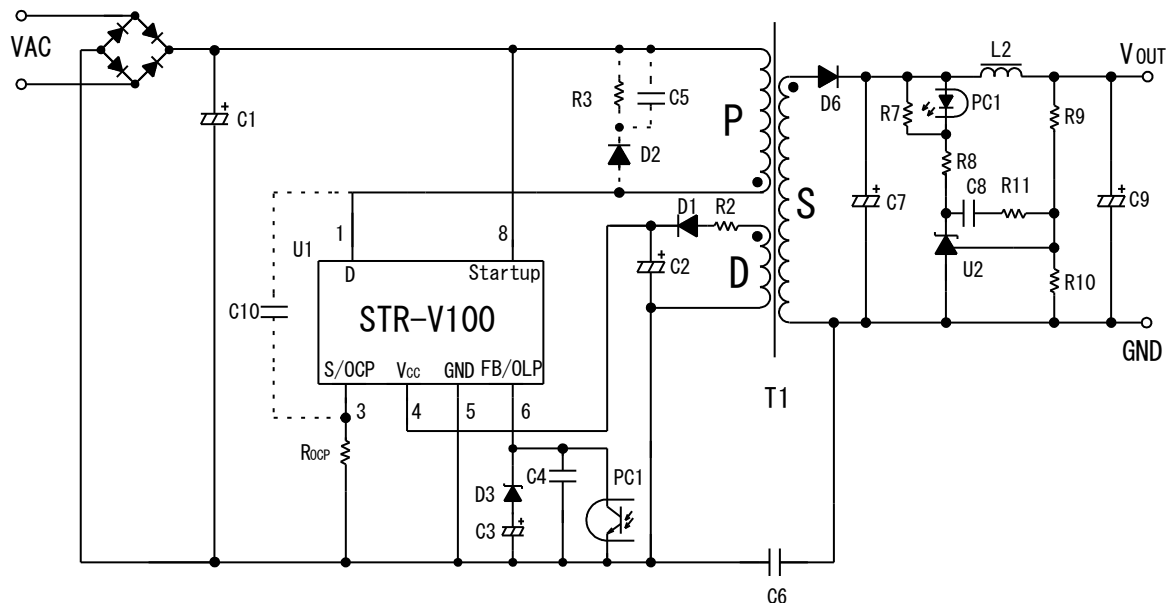 VAC
C1
R3
C5
D2
P
T1
D6
R7
PC1
L2
VOUT
R9
R8
C8
R11
C7
C9
U2
R10
S
GND
D1
R2
C2
D
U1
1
8
D
Startup
STR-V100
S/OCP
VCC
GND
FB/OLP
3
4
5
6
C10
ROCP
D3
C3
C4
PC1
C6